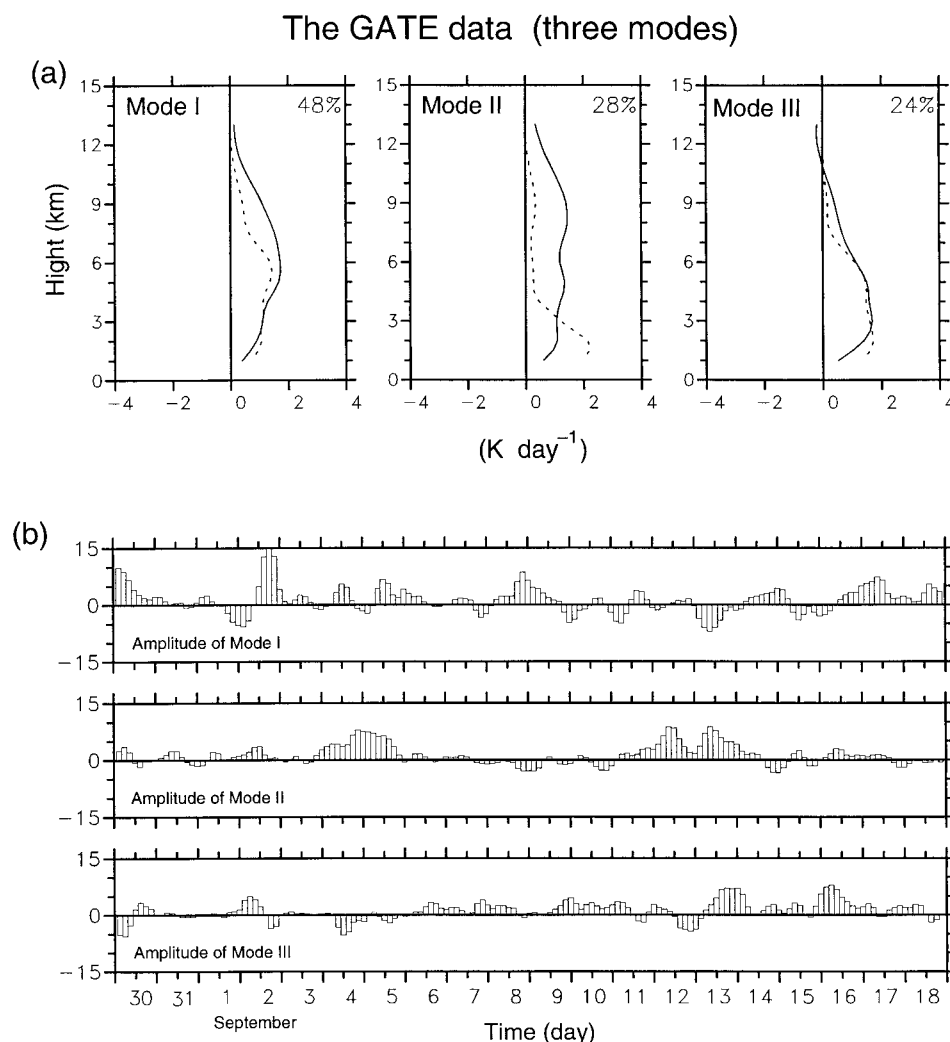 The GATE data (three modes)
(a)
Mode I 48%
Mode II 28%
Mode III 24%
15
12
9
6
3
0
Hight (km)
15
12
9
6
3
0
15
12
9
6
3
0
−4 −2 0 2 4
−4 −2 0 2 4
−4 −2 0 2 4
(K day−1)
(b)
15
0
−15
Amplitude of Mode I
15
0
−15
Amplitude of Mode II
15
0
−15
Amplitude of Mode III
30 31 1 2 3 4 5 6 7 8 9 10 11 12 13 14 15 16 17 18
September
Time (day)